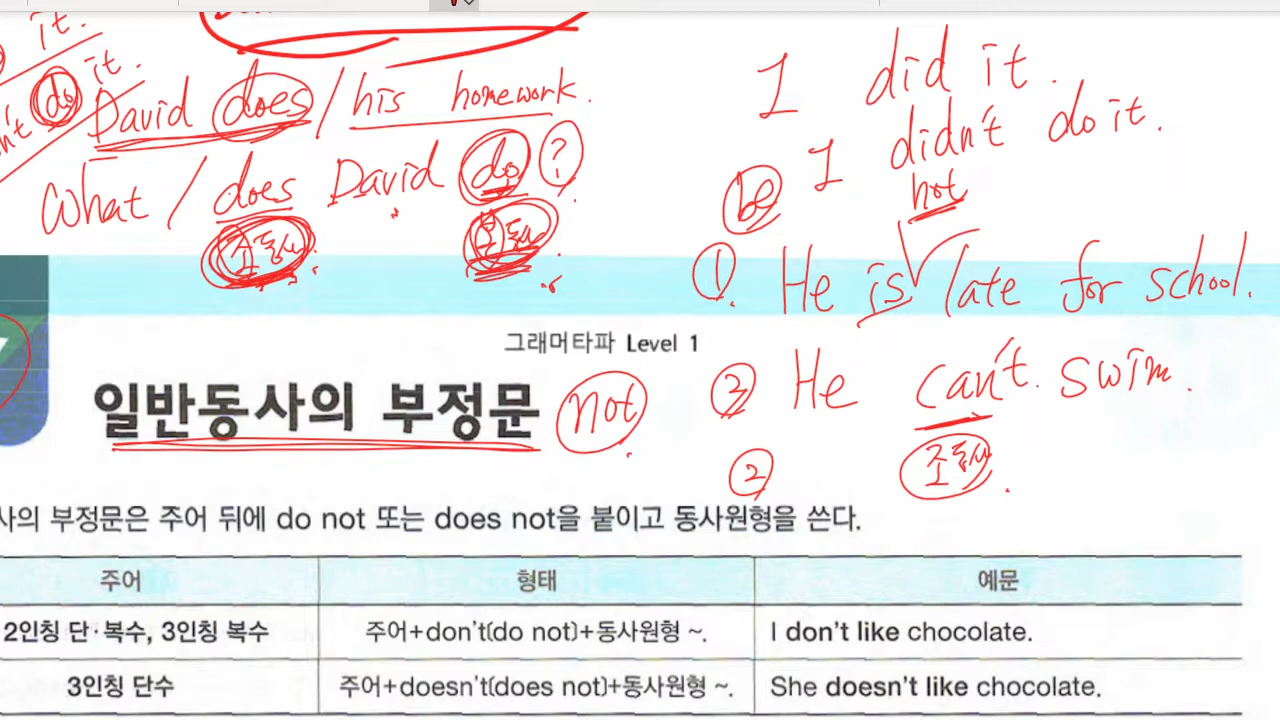 it.
do it.
n't
David does / his homework.
What / does David do ?
조동사 본동사
I did it.
I didn't do it.
be not
① He is late for school.
③ He can't swim.
조동사
②
그래머타파 Level 1
일반동사의 부정문 not
사의 부정문은 주어 뒤에 do not 또는 does not을 붙이고 동사원형을 쓴다.
주어 형태 예문
2인칭 단·복수, 3인칭 복수 주어+don't(do not)+동사원형 ~. I don't like chocolate.
3인칭 단수 주어+doesn't(does not)+동사원형 ~. She doesn't like chocolate.